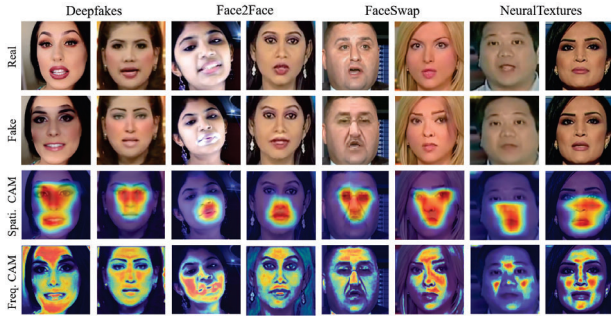 Deepfakes Face2Face FaceSwap NeuralTextures
Real
Fake
Spati. CAM
Freq. CAM